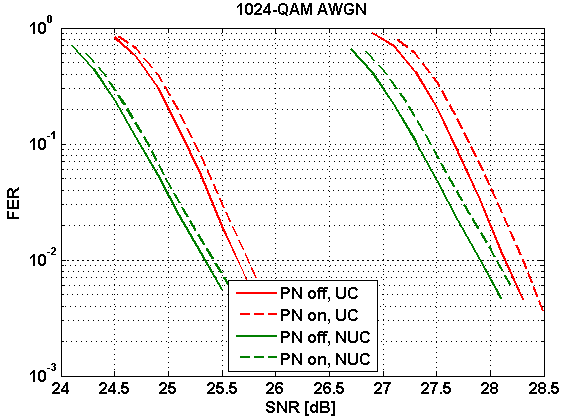 1024-QAM AWGN
10^0
10^-1
10^-2
10^-3
FER
24 24.5 25 25.5 26 26.5 27 27.5 28 28.5
SNR [dB]
PN off, UC
PN on, UC
PN off, NUC
PN on, NUC